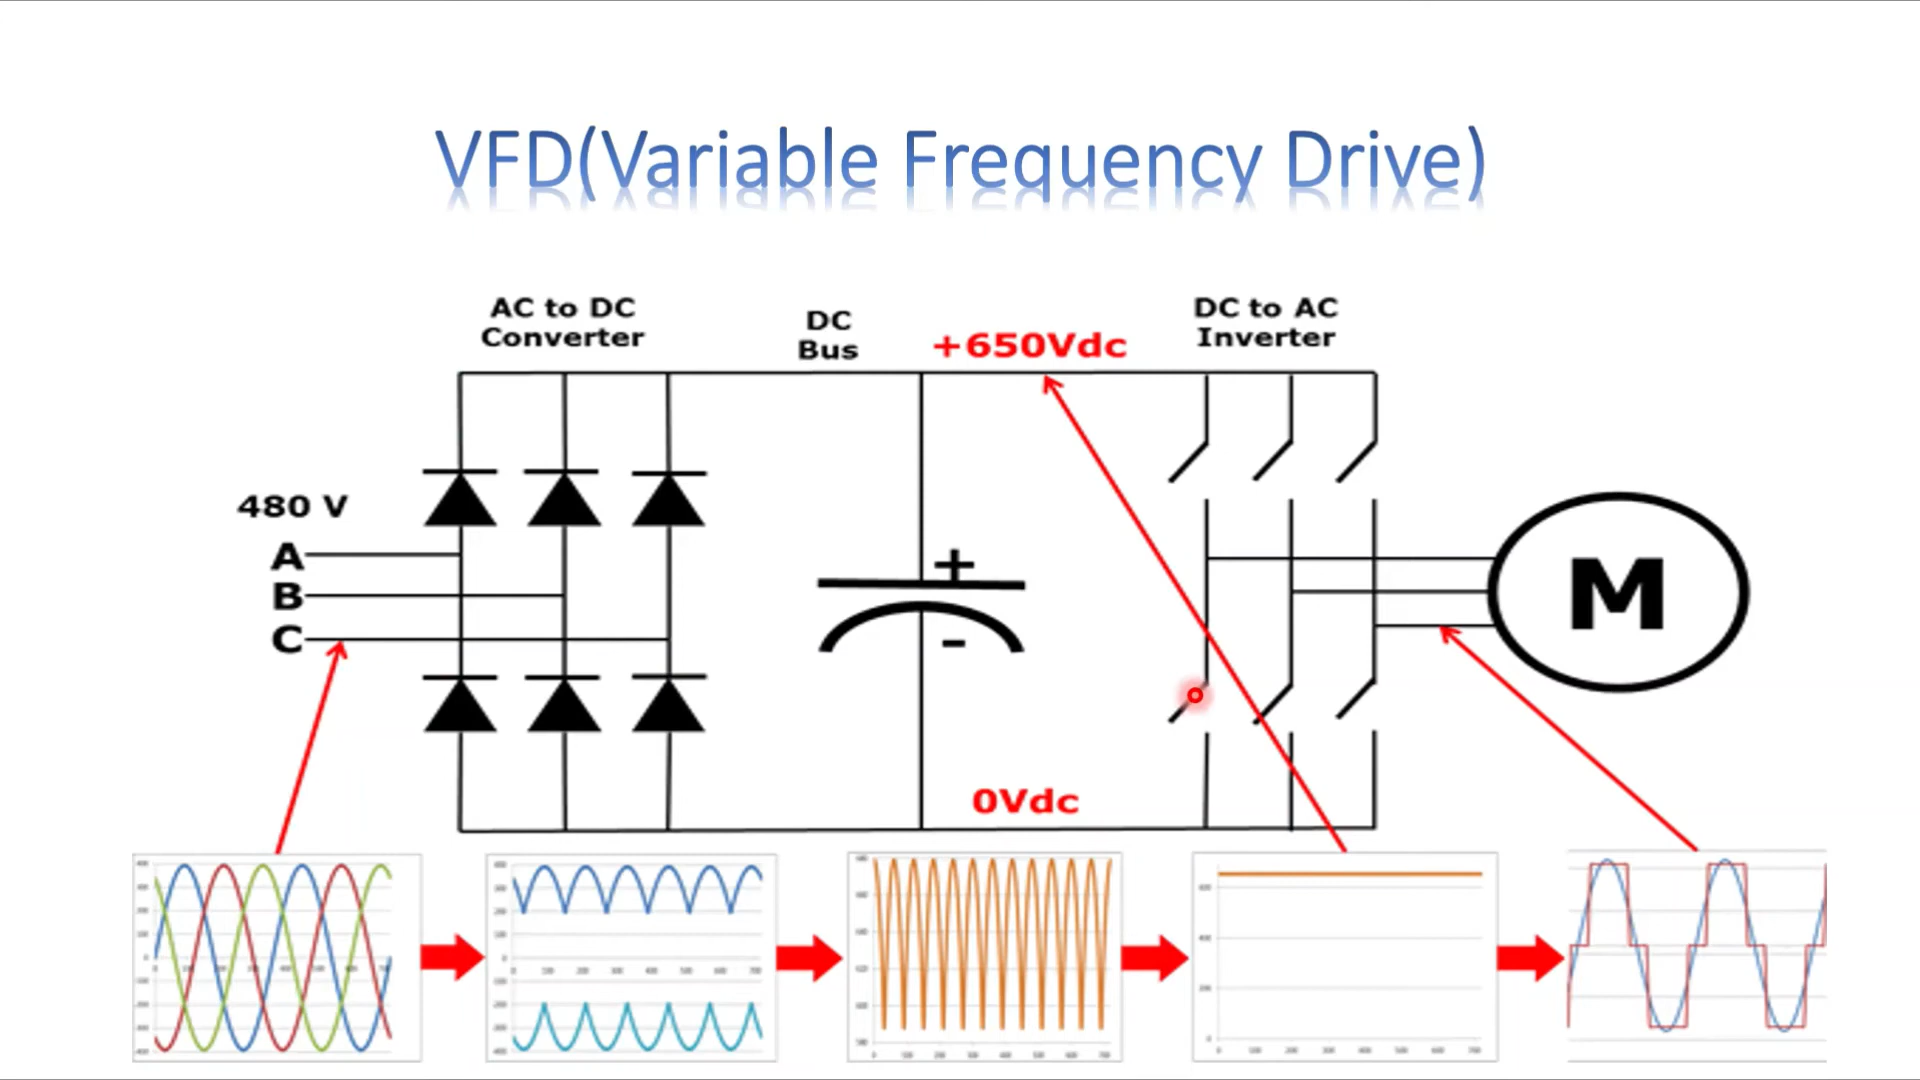 VFD(Variable Frequency Drive)
AC to DC
Converter
DC
Bus
+650Vdc
DC to AC
Inverter
480 V
A
B
C
+
-
M
0Vdc